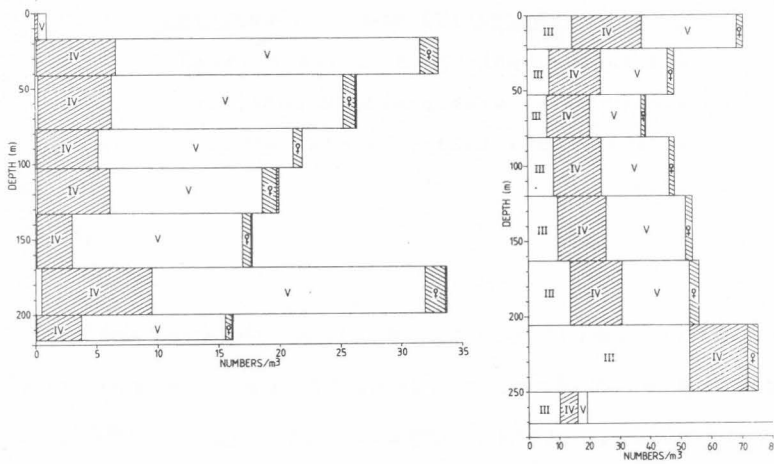 0
50
100
150
200
DEPTH (m)
V
IV V ♀
IV V ♀
IV V ♀
IV V ♀
IV V ♀
IV V ♀
IV V ♀
0 5 10 15 20 25 30 35
NUMBERS/m³
0
50
100
150
200
250
DEPTH (m)
III IV V ♀
III IV V ♀
III IV V ♀
III IV V ♀
III IV V ♀
III IV V ♀
III IV ♀
III IV V
0 10 20 30 40 50 60 70 8
NUMBERS/m³